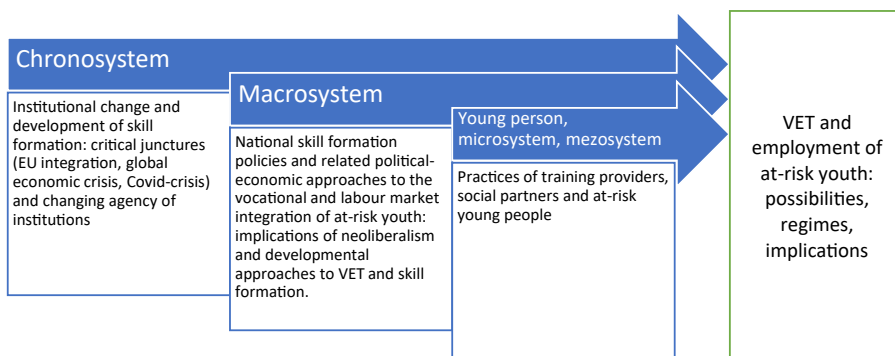 Chronosystem
Institutional change and
development of skill
formation: critical junctures
(EU integration, global
economic crisis, Covid-crisis)
and changing agency of
institutions
Macrosystem
National skill formation
policies and related political-
economic approaches to the
vocational and labour market
integration of at-risk youth:
implications of neoliberalism
and developmental
approaches to VET and skill
formation.
Young person,
microsystem, mezosystem
Practices of training providers,
social partners and at-risk
young people
VET and
employment of
at-risk youth:
possibilities,
regimes,
implications